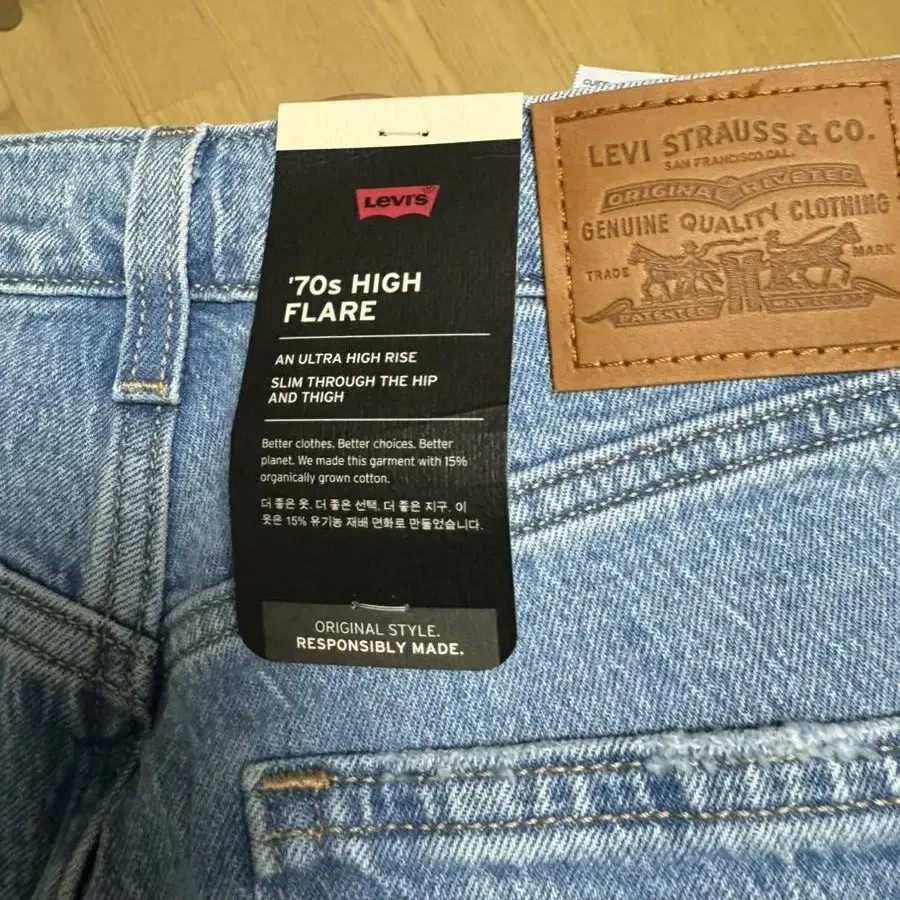 LEVI'S
'70s HIGH
FLARE
AN ULTRA HIGH RISE
SLIM THROUGH THE HIP
AND THIGH
Better clothes. Better choices. Better
planet. We made this garment with 15%
organically grown cotton.
더 좋은 옷. 더 좋은 선택. 더 좋은 지구. 이
옷은 15% 유기농 재배 면화로 만들었습니다.
ORIGINAL STYLE.
RESPONSIBLY MADE.
LEVI STRAUSS & CO.
SAN FRANCISCO.CAL.
ORIGINAL RIVETED
GENUINE QUALITY CLOTHING
TRADE MARK
PATENTED